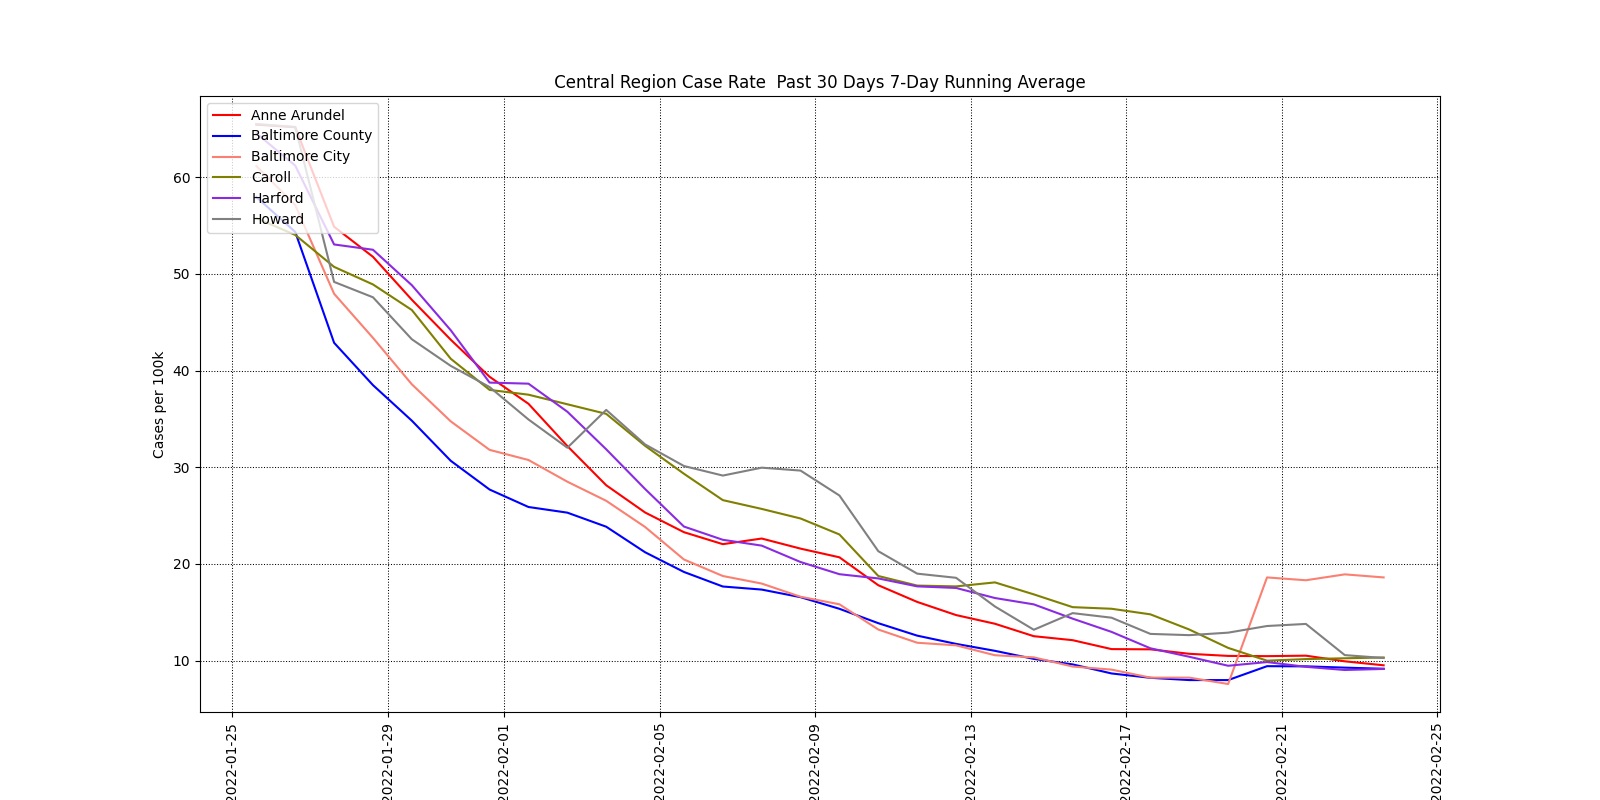 Central Region Case Rate  Past 30 Days 7-Day Running Average
Anne Arundel
Baltimore County
Baltimore City
Caroll
Harford
Howard
Cases per 100k
60
50
40
30
20
10
2022-01-25
2022-01-29
2022-02-01
2022-02-05
2022-02-09
2022-02-13
2022-02-17
2022-02-21
2022-02-25